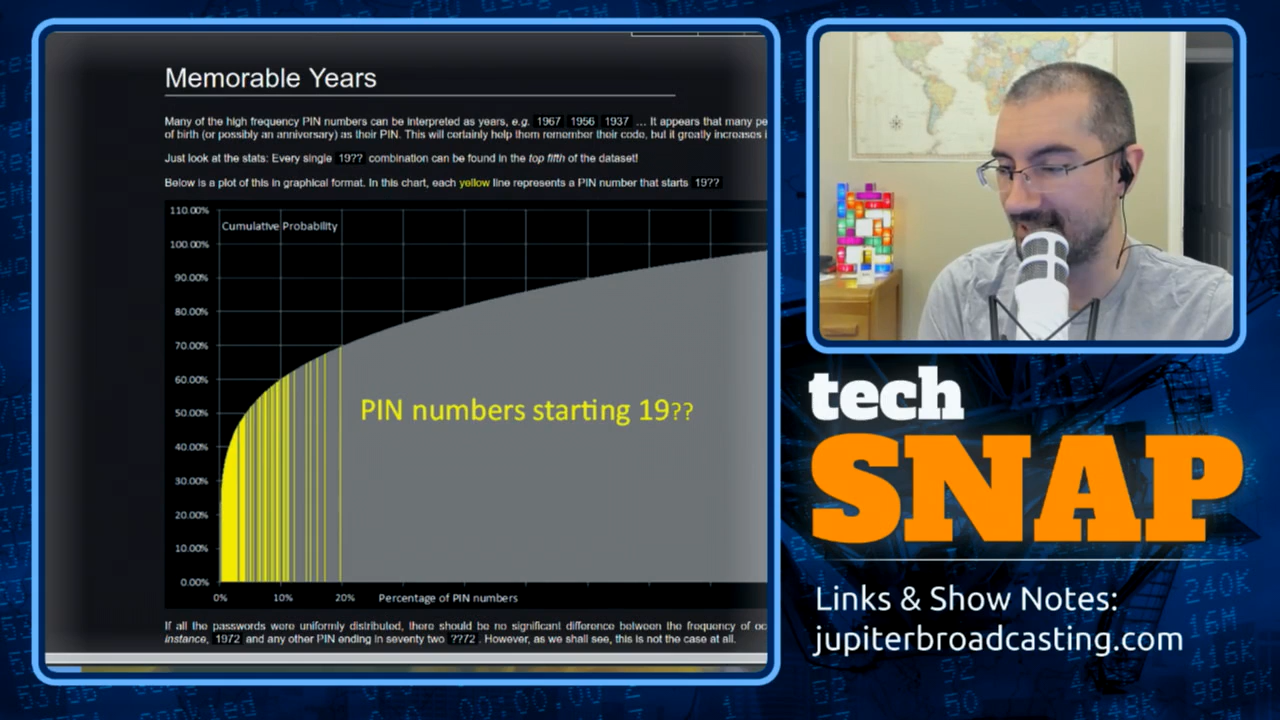 Memorable Years
Many of the high frequency PIN numbers can be interpreted as years, e.g. 1967 1956 1937 ... It appears that many
of birth (or possibly an anniversary) as their PIN. This will certainly help them remember their code, but it greatly increases
Just look at the stats: Every single 19?? combination can be found in the top fifth of the dataset!
Below is a plot of this in graphical format. In this chart, each yellow line represents a PIN number that starts 19??
110.00%
Cumulative Probability
100.00%
90.00%
80.00%
70.00%
60.00%
50.00%
PIN numbers starting 19??
40.00%
30.00%
20.00%
10.00%
0.00%
0% 10% 20% Percentage of PIN numbers
If all the passwords were uniformly distributed, there should be no significant difference between the frequency of
instance, 1972 and any other PIN ending in seventy two ??72. However, as we shall see, this is not the case at all.
tech
SNAP
Links & Show Notes:
jupiterbroadcasting.com